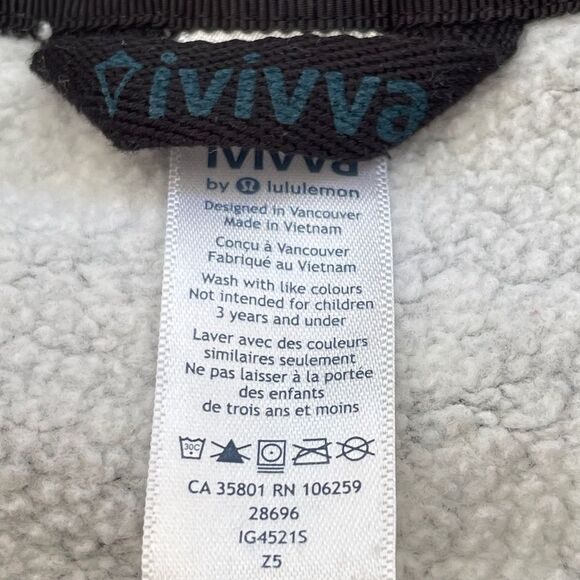 ivivva
ivivva
by lululemon
Designed in Vancouver
Made in Vietnam
Conçu à Vancouver
Fabriqué au Vietnam
Wash with like colours
Not intended for children
3 years and under
Laver avec des couleurs
similaires seulement
Ne pas laisser à la portée
des enfants
de trois ans et moins
30C
CA 35801 RN 106259
28696
IG4521S
Z5